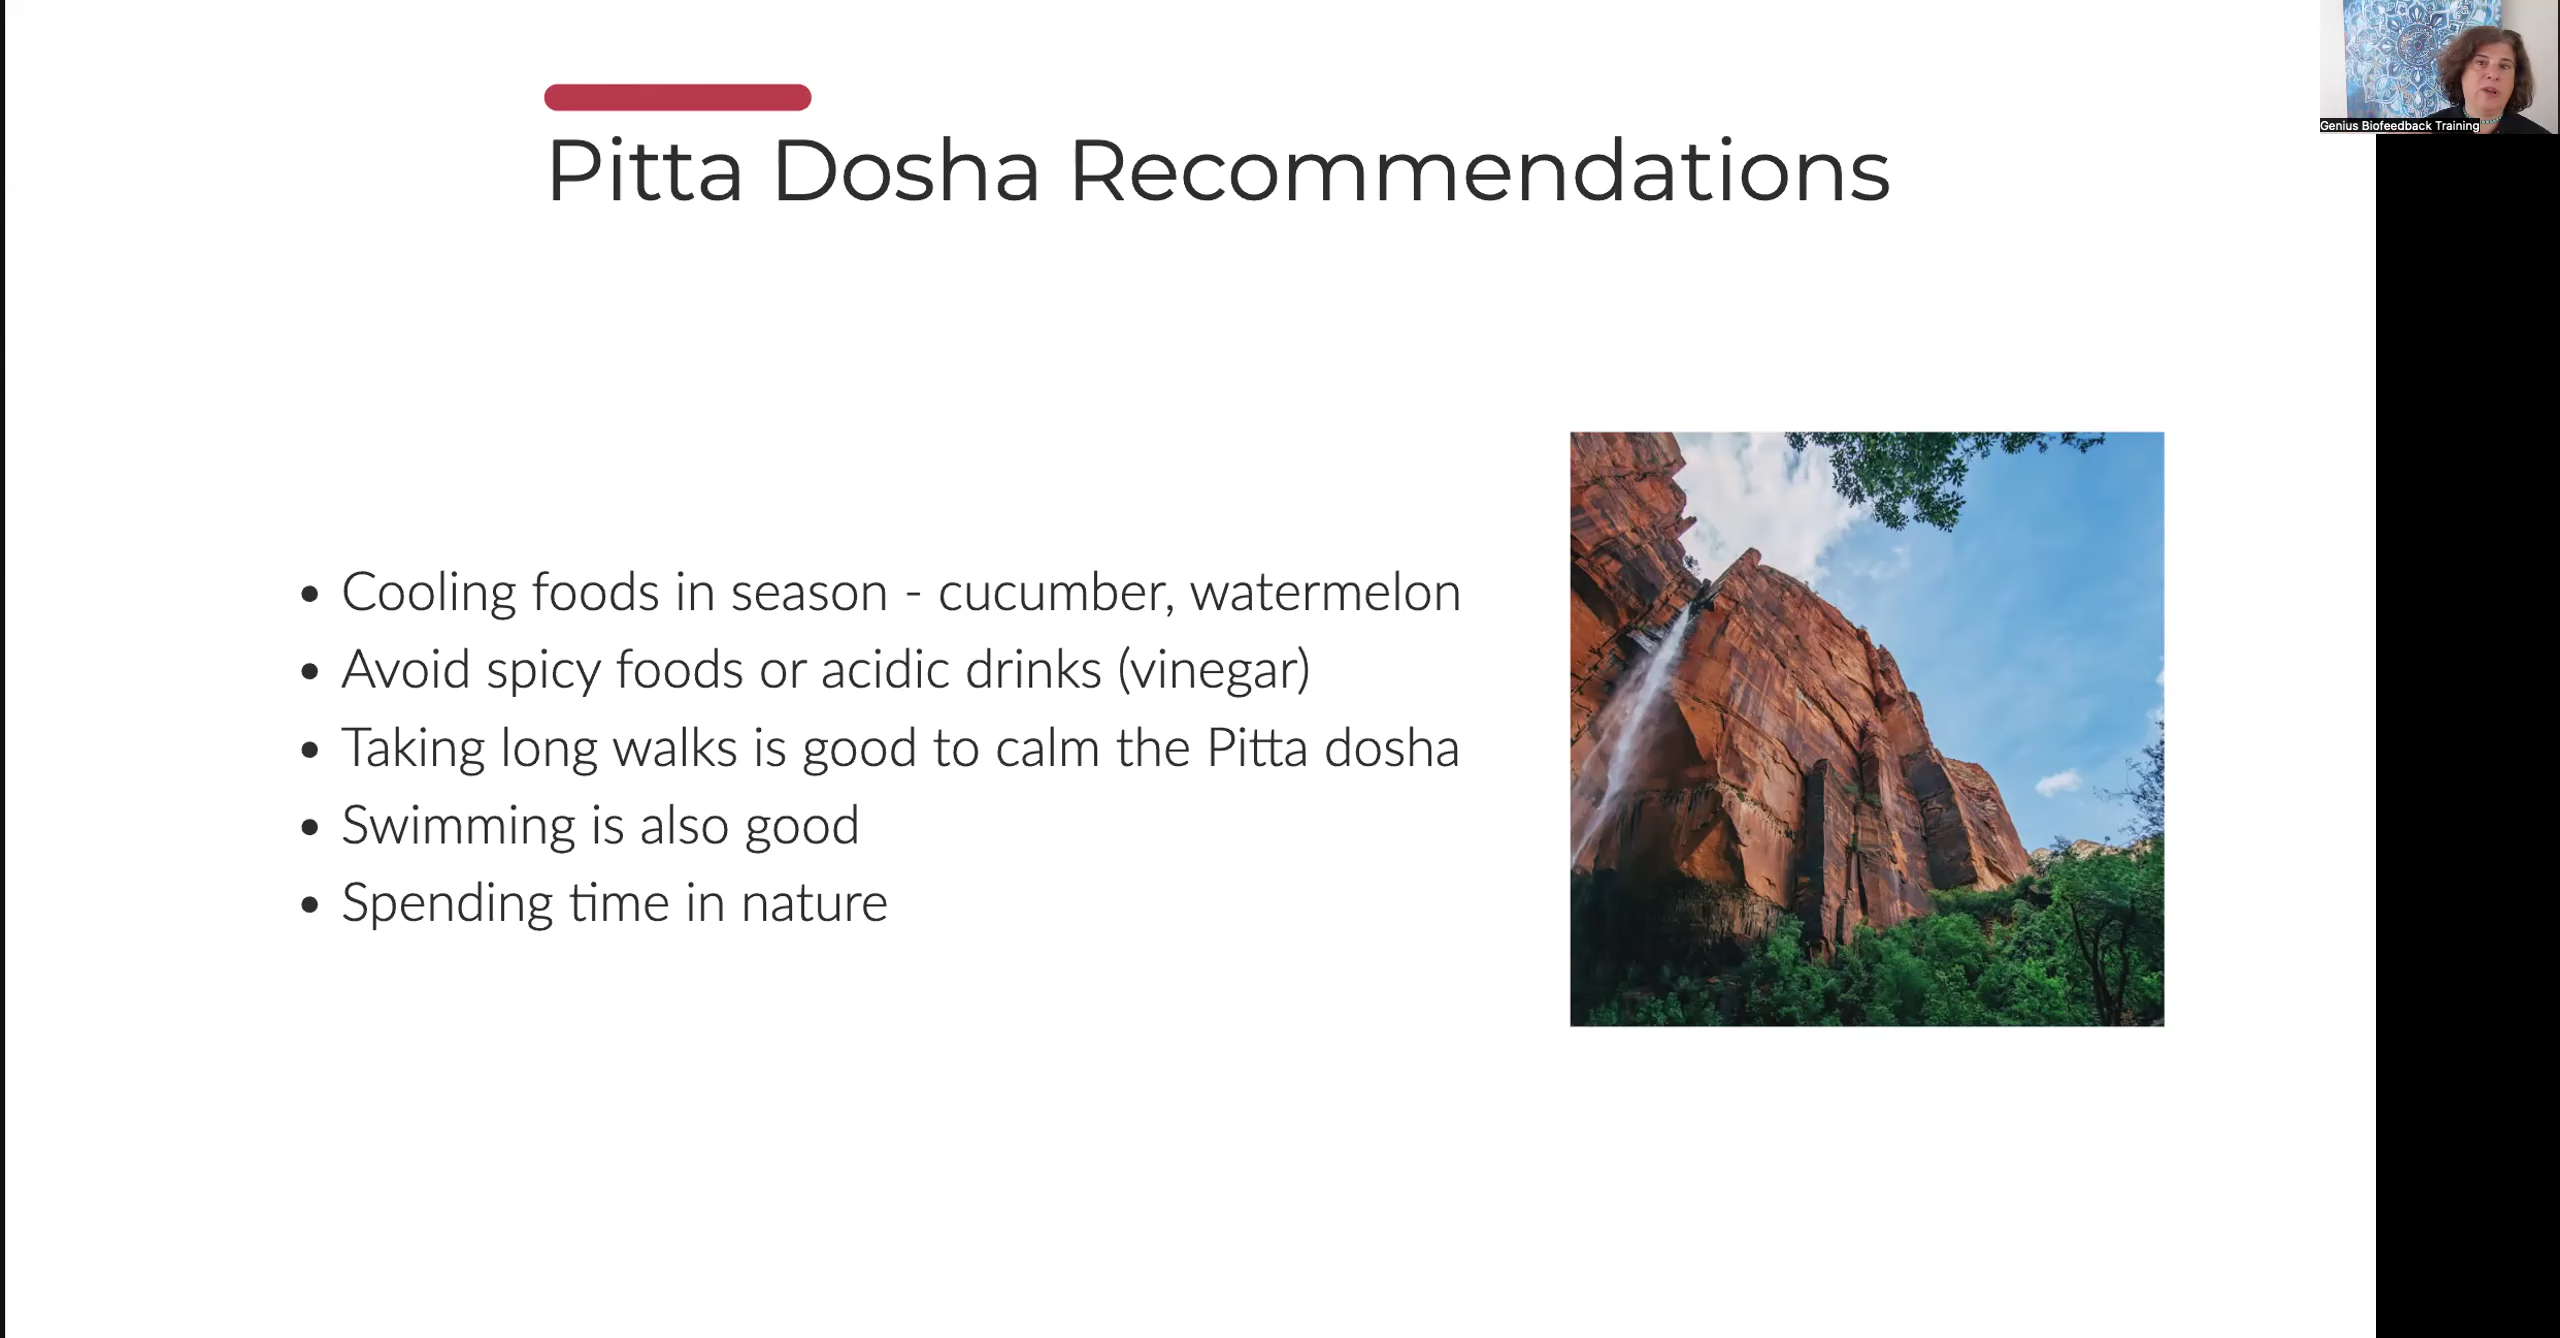 Genius Biofeedback Training
Pitta Dosha Recommendations
• Cooling foods in season - cucumber, watermelon
• Avoid spicy foods or acidic drinks (vinegar)
• Taking long walks is good to calm the Pitta dosha
• Swimming is also good
• Spending time in nature